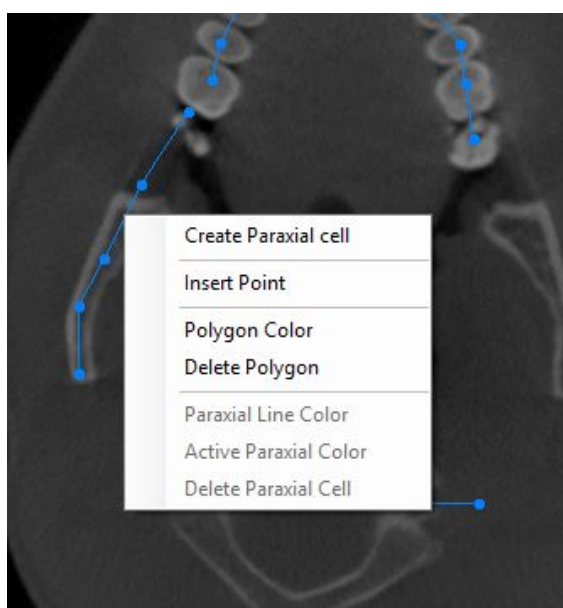 Create Paraxial cell
Insert Point
Polygon Color
Delete Polygon
Paraxial Line Color
Active Paraxial Color
Delete Paraxial Cell